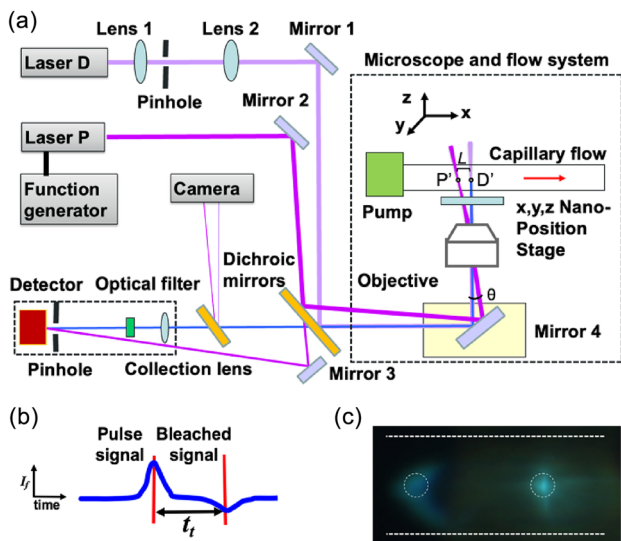 (a)
Lens 1
Lens 2
Mirror 1
Laser D
Pinhole
Mirror 2
Laser P
Function
generator
Camera
Dichroic
mirrors
Detector
Optical filter
Pinhole
Collection lens
Mirror 3
Microscope and flow system
z
y
x
L
Capillary flow
P’
D’
Pump
x,y,z Nano-
Position
Stage
Objective
θ
Mirror 4
(b)
Pulse
signal
Bleached
signal
If
time
tt
(c)